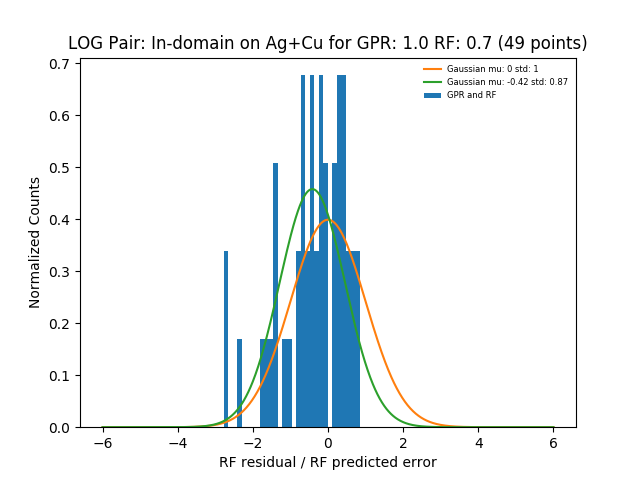 LOG Pair: In-domain on Ag+Cu for GPR: 1.0 RF: 0.7 (49 points)
Gaussian mu: 0 std: 1
Gaussian mu: -0.42 std: 0.87
GPR and RF
Normalized Counts
0.7
0.6
0.5
0.4
0.3
0.2
0.1
0.0
−6 −4 −2 0 2 4 6
RF residual / RF predicted error